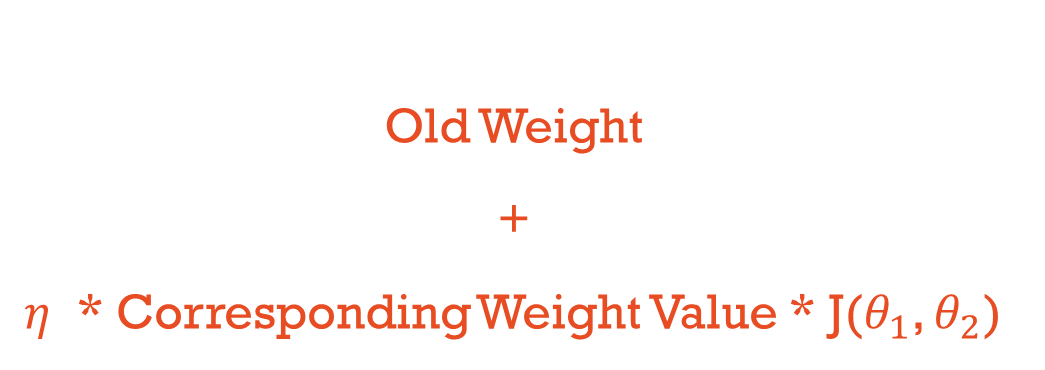 Old Weight
+
η * Corresponding Weight Value * J(θ₁, θ₂)